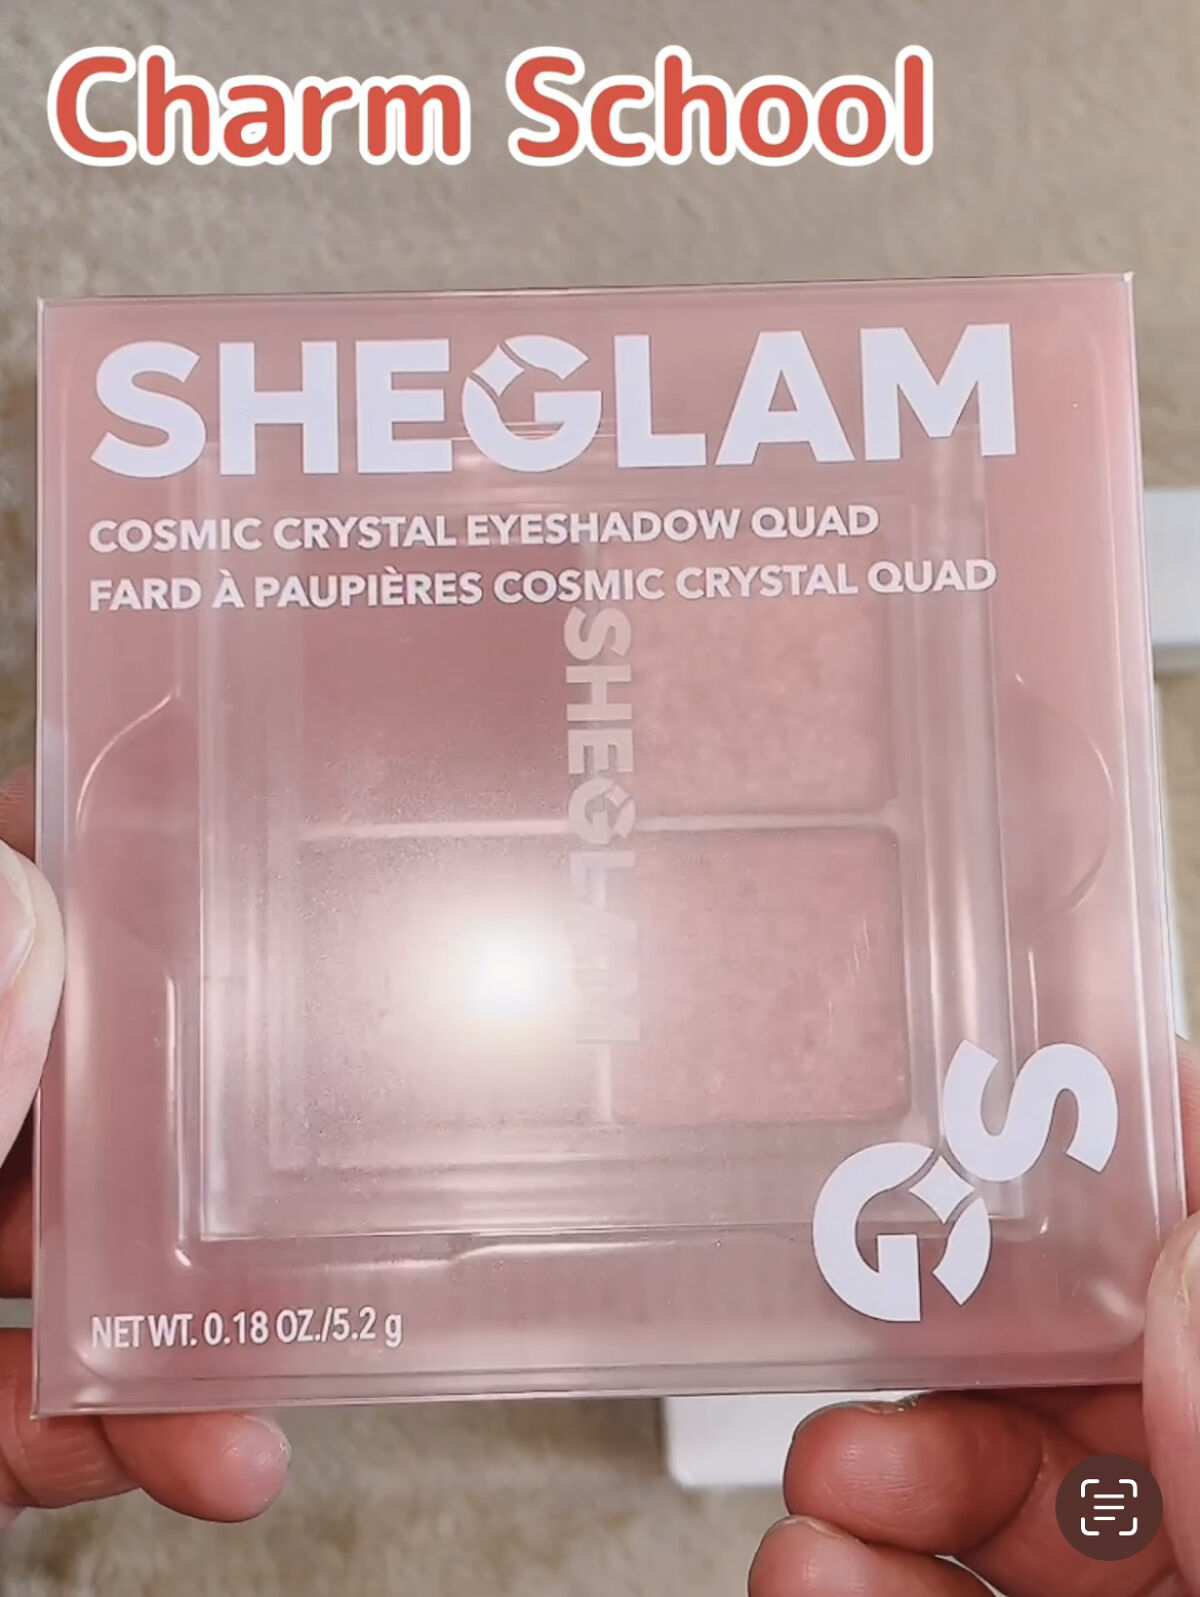 Charm School
SHEGLAM
COSMIC CRYSTAL EYESHADOW QUAD
FARD À PAUPIÈRES COSMIC CRYSTAL QUAD
SHEGLAM
SG
NET WT. 0.18 OZ./5.2 g